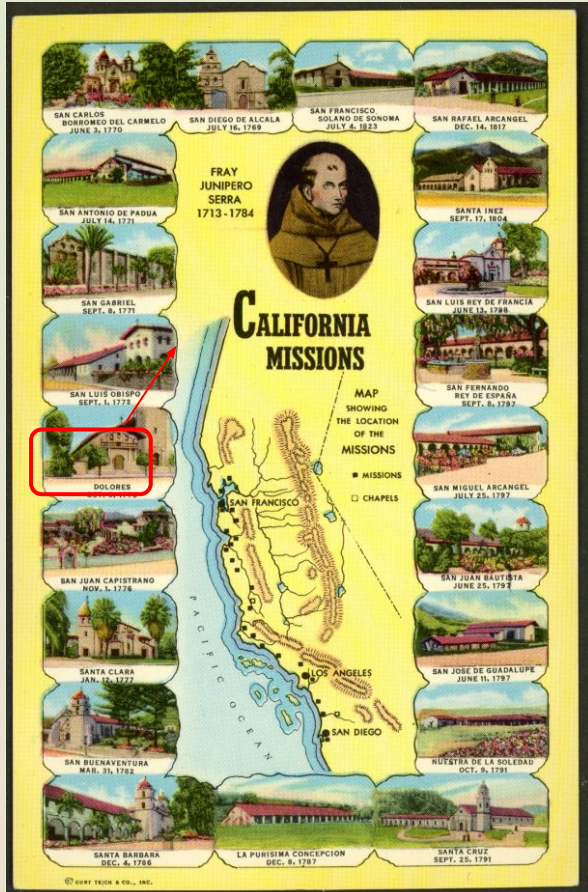 SAN CARLOS
BORROMEO DEL CARMELO
JUNE 3, 1770
SAN DIEGO DE ALCALA
JULY 16, 1769
SAN FRANCISCO
SOLANO DE SONOMA
JULY 4, 1823
SAN RAFAEL ARCANGEL
DEC. 14, 1817
SAN ANTONIO DE PADUA
JULY 14, 1771
SAN GABRIEL
SEPT. 8, 1771
SAN LUIS OBISPO
SEPT. 1, 1772
DOLORES
SAN JUAN CAPISTRANO
NOV. 1, 1776
SANTA CLARA
JAN. 12, 1777
SAN BUENAVENTURA
MAR. 31, 1782
SANTA BARBARA
DEC. 4, 1786
FRAY
JUNIPERO
SERRA
1713 - 1784
CALIFORNIA
MISSIONS
MAP
SHOWING
THE LOCATION
OF THE
MISSIONS
MISSIONS
CHAPELS
SAN FRANCISCO
PACIFIC OCEAN
LOS ANGELES
SAN DIEGO
SANTA INEZ
SEPT. 17, 1804
SAN LUIS REY DE FRANCIA
JUNE 13, 1798
SAN FERNANDO
REY DE ESPAÑA
SEPT. 8, 1797
SAN MIGUEL ARCANGEL
JULY 25, 1797
SAN JUAN BAUTISTA
JUNE 25, 1797
SAN JOSE DE GUADALUPE
JUNE 11, 1797
NUESTRA DE LA SOLEDAD
OCT. 9, 1791
LA PURISIMA CONCEPCION
DEC. 8, 1787
SANTA CRUZ
SEPT. 25, 1791
© CURT TEICH & CO., INC.